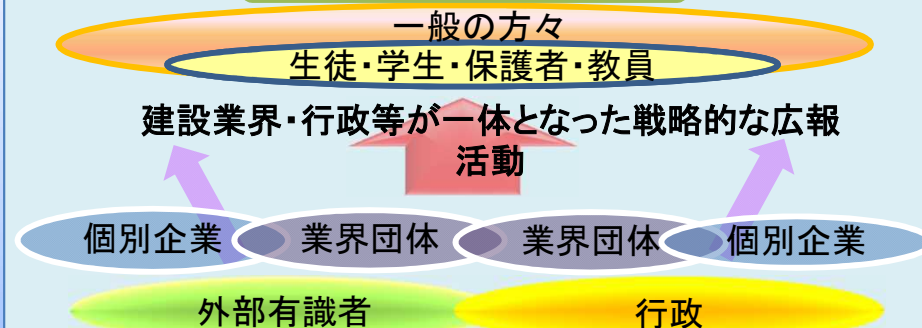 一般の方々
生徒・学生・保護者・教員
建設業界・行政等が一体となった戦略的な広報
活動
個別企業 業界団体 業界団体 個別企業
外部有識者 行政